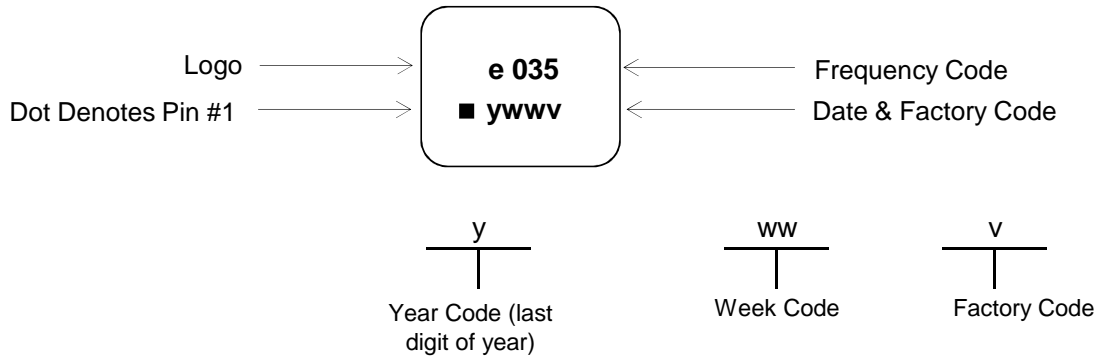 Logo
e 035
Frequency Code
Dot Denotes Pin #1
ywwv
Date & Factory Code
y
ww
v
Year Code (last
digit of year)
Week Code
Factory Code